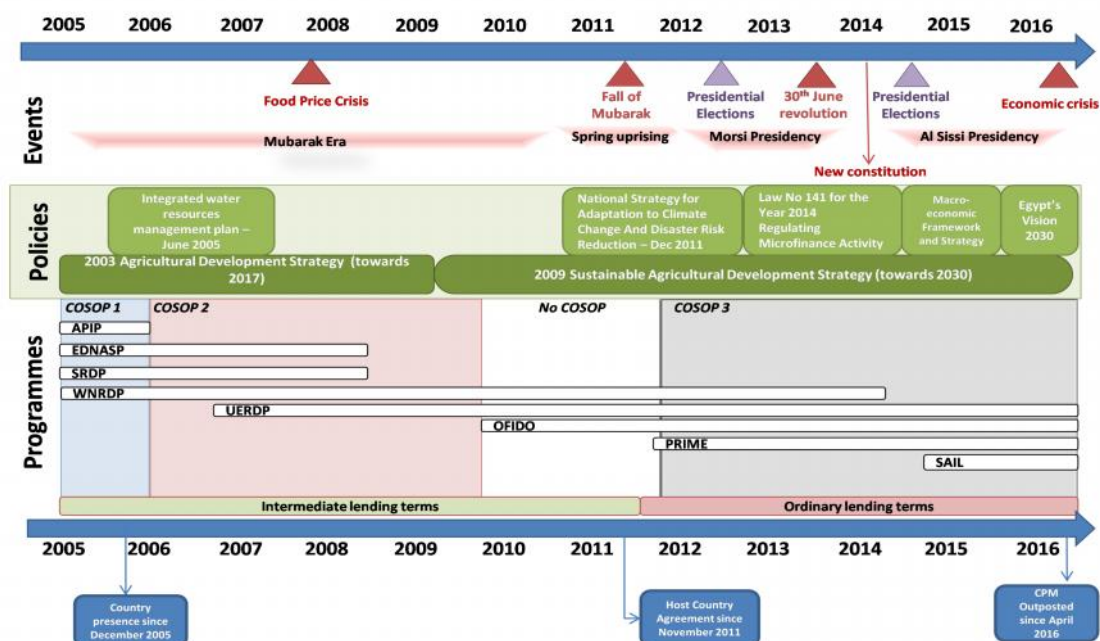 2005 2006 2007 2008 2009 2010 2011 2012 2013 2014 2015 2016
Events
Food Price Crisis
Fall of
Mubarak
Presidential
Elections
30th June
revolution
Presidential
Elections
Economic crisis
Mubarak Era
Spring uprising
Morsi Presidency
Al Sissi Presidency
New constitution
Policies
Integrated water
resources
management plan –
June 2005
National Strategy for
Adaptation to Climate
Change And Disaster Risk
Reduction – Dec 2011
Law No 141 for the
Year 2014
Regulating
Microfinance Activity
Macro-
economic
Framework
and Strategy
Egypt's
Vision
2030
2003 Agricultural Development Strategy (towards
2017)
2009 Sustainable Agricultural Development Strategy (towards 2030)
Programmes
COSOP 1
COSOP 2
No COSOP
COSOP 3
APIP
EDNASP
SRDP
WNRDP
UERDP
OFIDO
PRIME
SAIL
Intermediate lending terms
Ordinary lending terms
2005 2006 2007 2008 2009 2010 2011 2012 2013 2014 2015 2016
Country
presence since
December 2005
Host Country
Agreement since
November 2011
CPM
Outposted
since April
2016